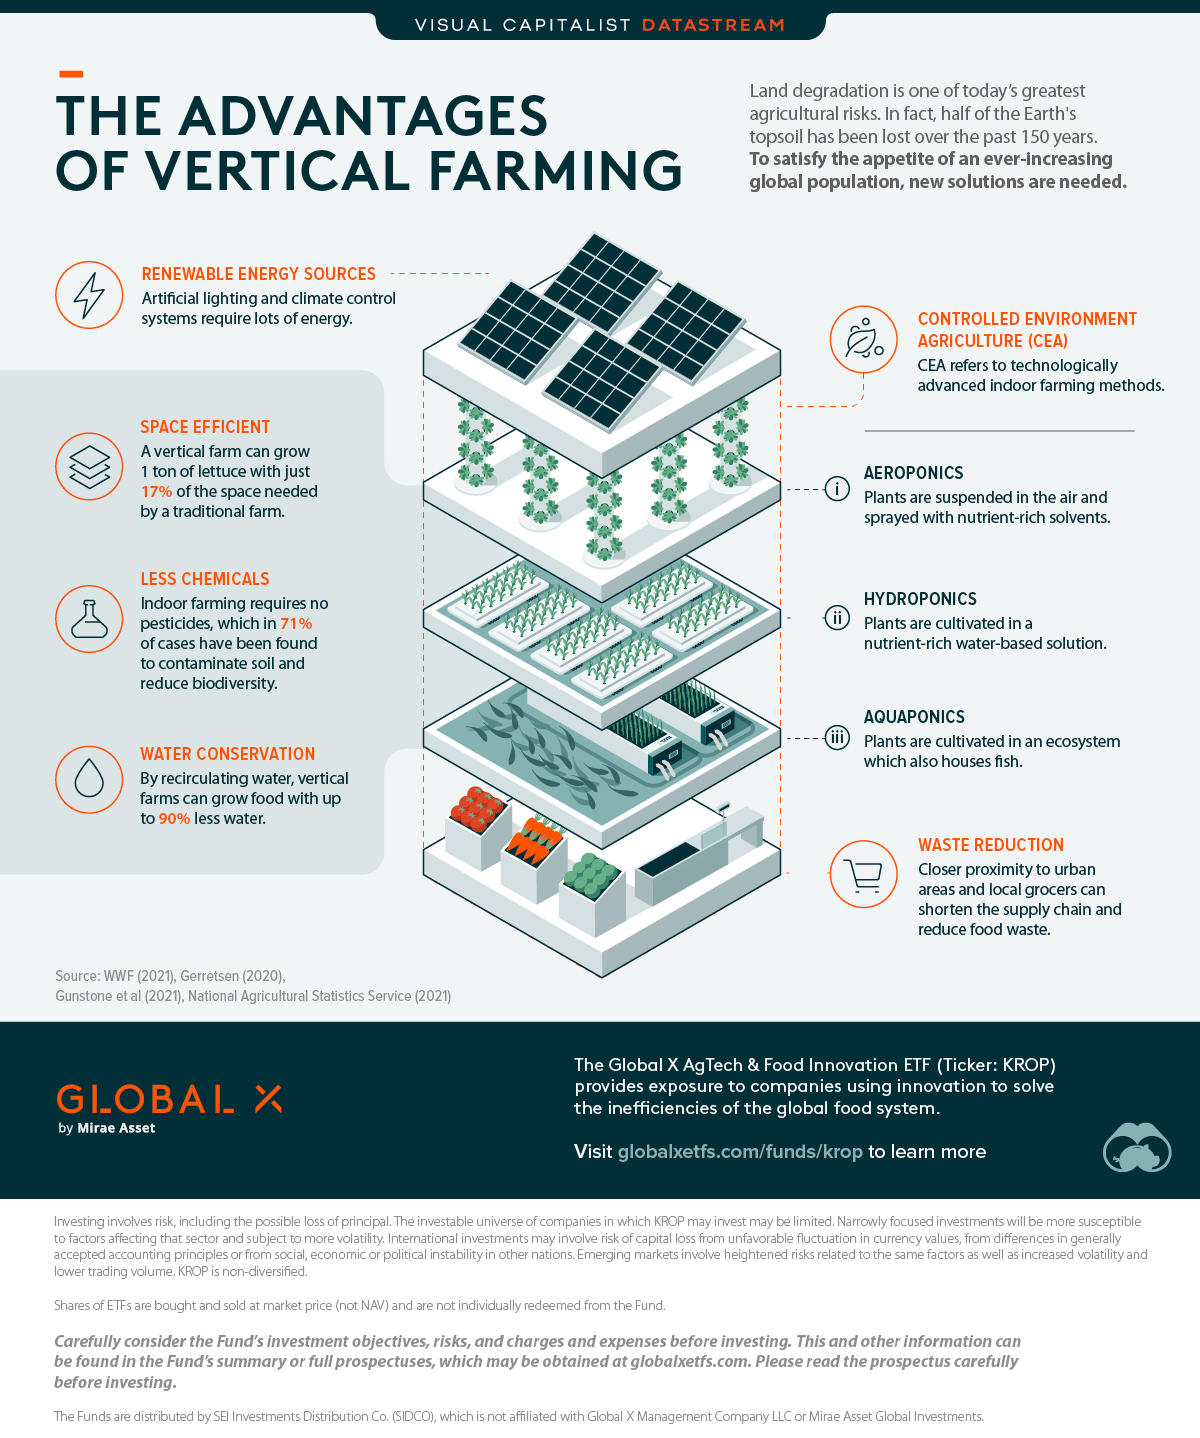 VISUAL CAPITALIST DATASTREAM
THE ADVANTAGES
OF VERTICAL FARMING
Land degradation is one of today's greatest
agricultural risks. In fact, half of the Earth's
topsoil has been lost over the past 150 years.
To satisfy the appetite of an ever-increasing
global population, new solutions are needed.
RENEWABLE ENERGY SOURCES
Artificial lighting and climate control
systems require lots of energy.
SPACE EFFICIENT
A vertical farm can grow
1 ton of lettuce with just
17% of the space needed
by a traditional farm.
LESS CHEMICALS
Indoor farming requires no
pesticides, which in 71%
of cases have been found
to contaminate soil and
reduce biodiversity.
WATER CONSERVATION
By recirculating water, vertical
farms can grow food with up
to 90% less water.
CONTROLLED ENVIRONMENT
AGRICULTURE (CEA)
CEA refers to technologically
advanced indoor farming methods.
i
AEROPONICS
Plants are suspended in the air and
sprayed with nutrient-rich solvents.
ii
HYDROPONICS
Plants are cultivated in a
nutrient-rich water-based solution.
iii
AQUAPONICS
Plants are cultivated in an ecosystem
which also houses fish.
WASTE REDUCTION
Closer proximity to urban
areas and local grocers can
shorten the supply chain and
reduce food waste.
Source: WWF (2021), Gerretsen (2020),
Gunstone et al (2021), National Agricultural Statistics Service (2021)
GLOBAL X
by Mirae Asset
The Global X AgTech & Food Innovation ETF (Ticker: KROP)
provides exposure to companies using innovation to solve
the inefficiencies of the global food system.
Visit globalxetfs.com/funds/krop to learn more
Investing involves risk, including the possible loss of principal. The investable universe of companies in which KROP may invest may be limited. Narrowly focused investments will be more susceptible
to factors affecting that sector and subject to more volatility. International investments may involve risk of capital loss from unfavorable fluctuation in currency values, from differences in generally
accepted accounting principles or from social, economic or political instability in other nations. Emerging markets involve heightened risks related to the same factors as well as increased volatility and
lower trading volume. KROP is non-diversified.
Shares of ETFs are bought and sold at market price (not NAV) and are not individually redeemed from the Fund.
Carefully consider the Fund's investment objectives, risks, and charges and expenses before investing. This and other information can
be found in the Fund's summary or full prospectuses, which may be obtained at globalxetfs.com. Please read the prospectus carefully
before investing.
The Funds are distributed by SEI Investments Distribution Co. (SIDCO), which is not affiliated with Global X Management Company LLC or Mirae Asset Global Investments.